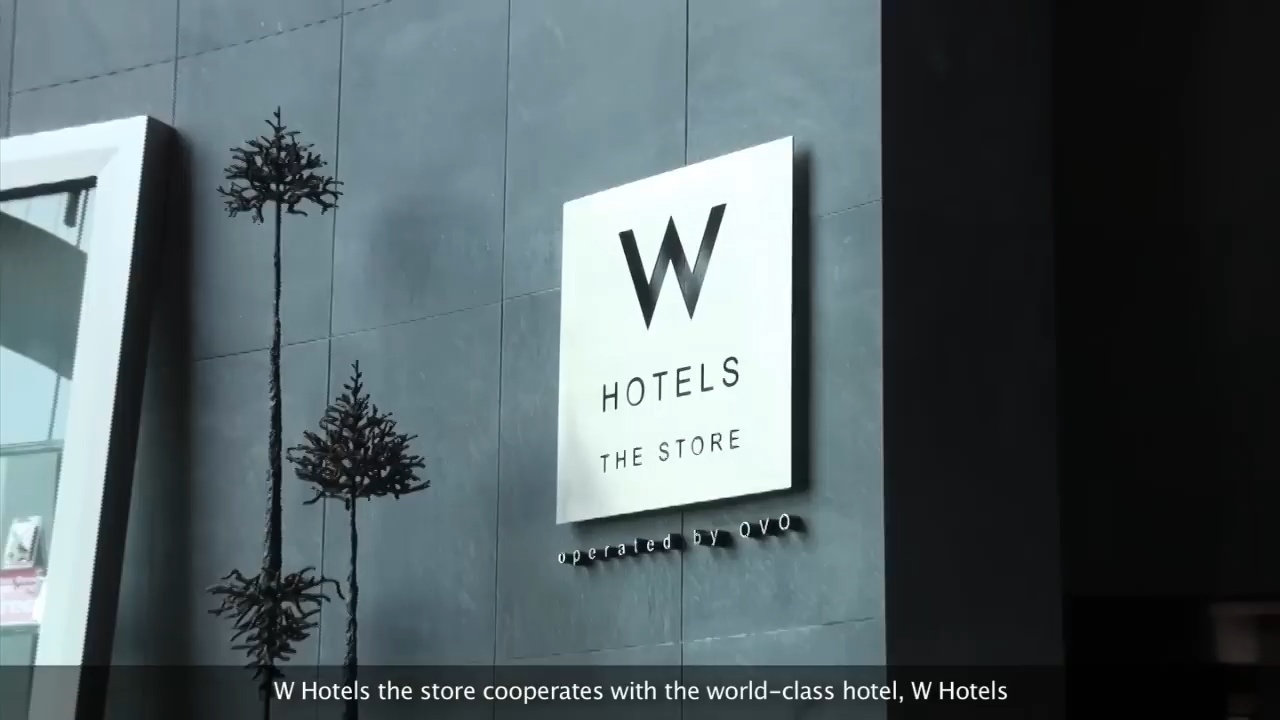 W
HOTELS
THE STORE
operated by QVO
W Hotels the store cooperates with the world-class hotel, W Hotels